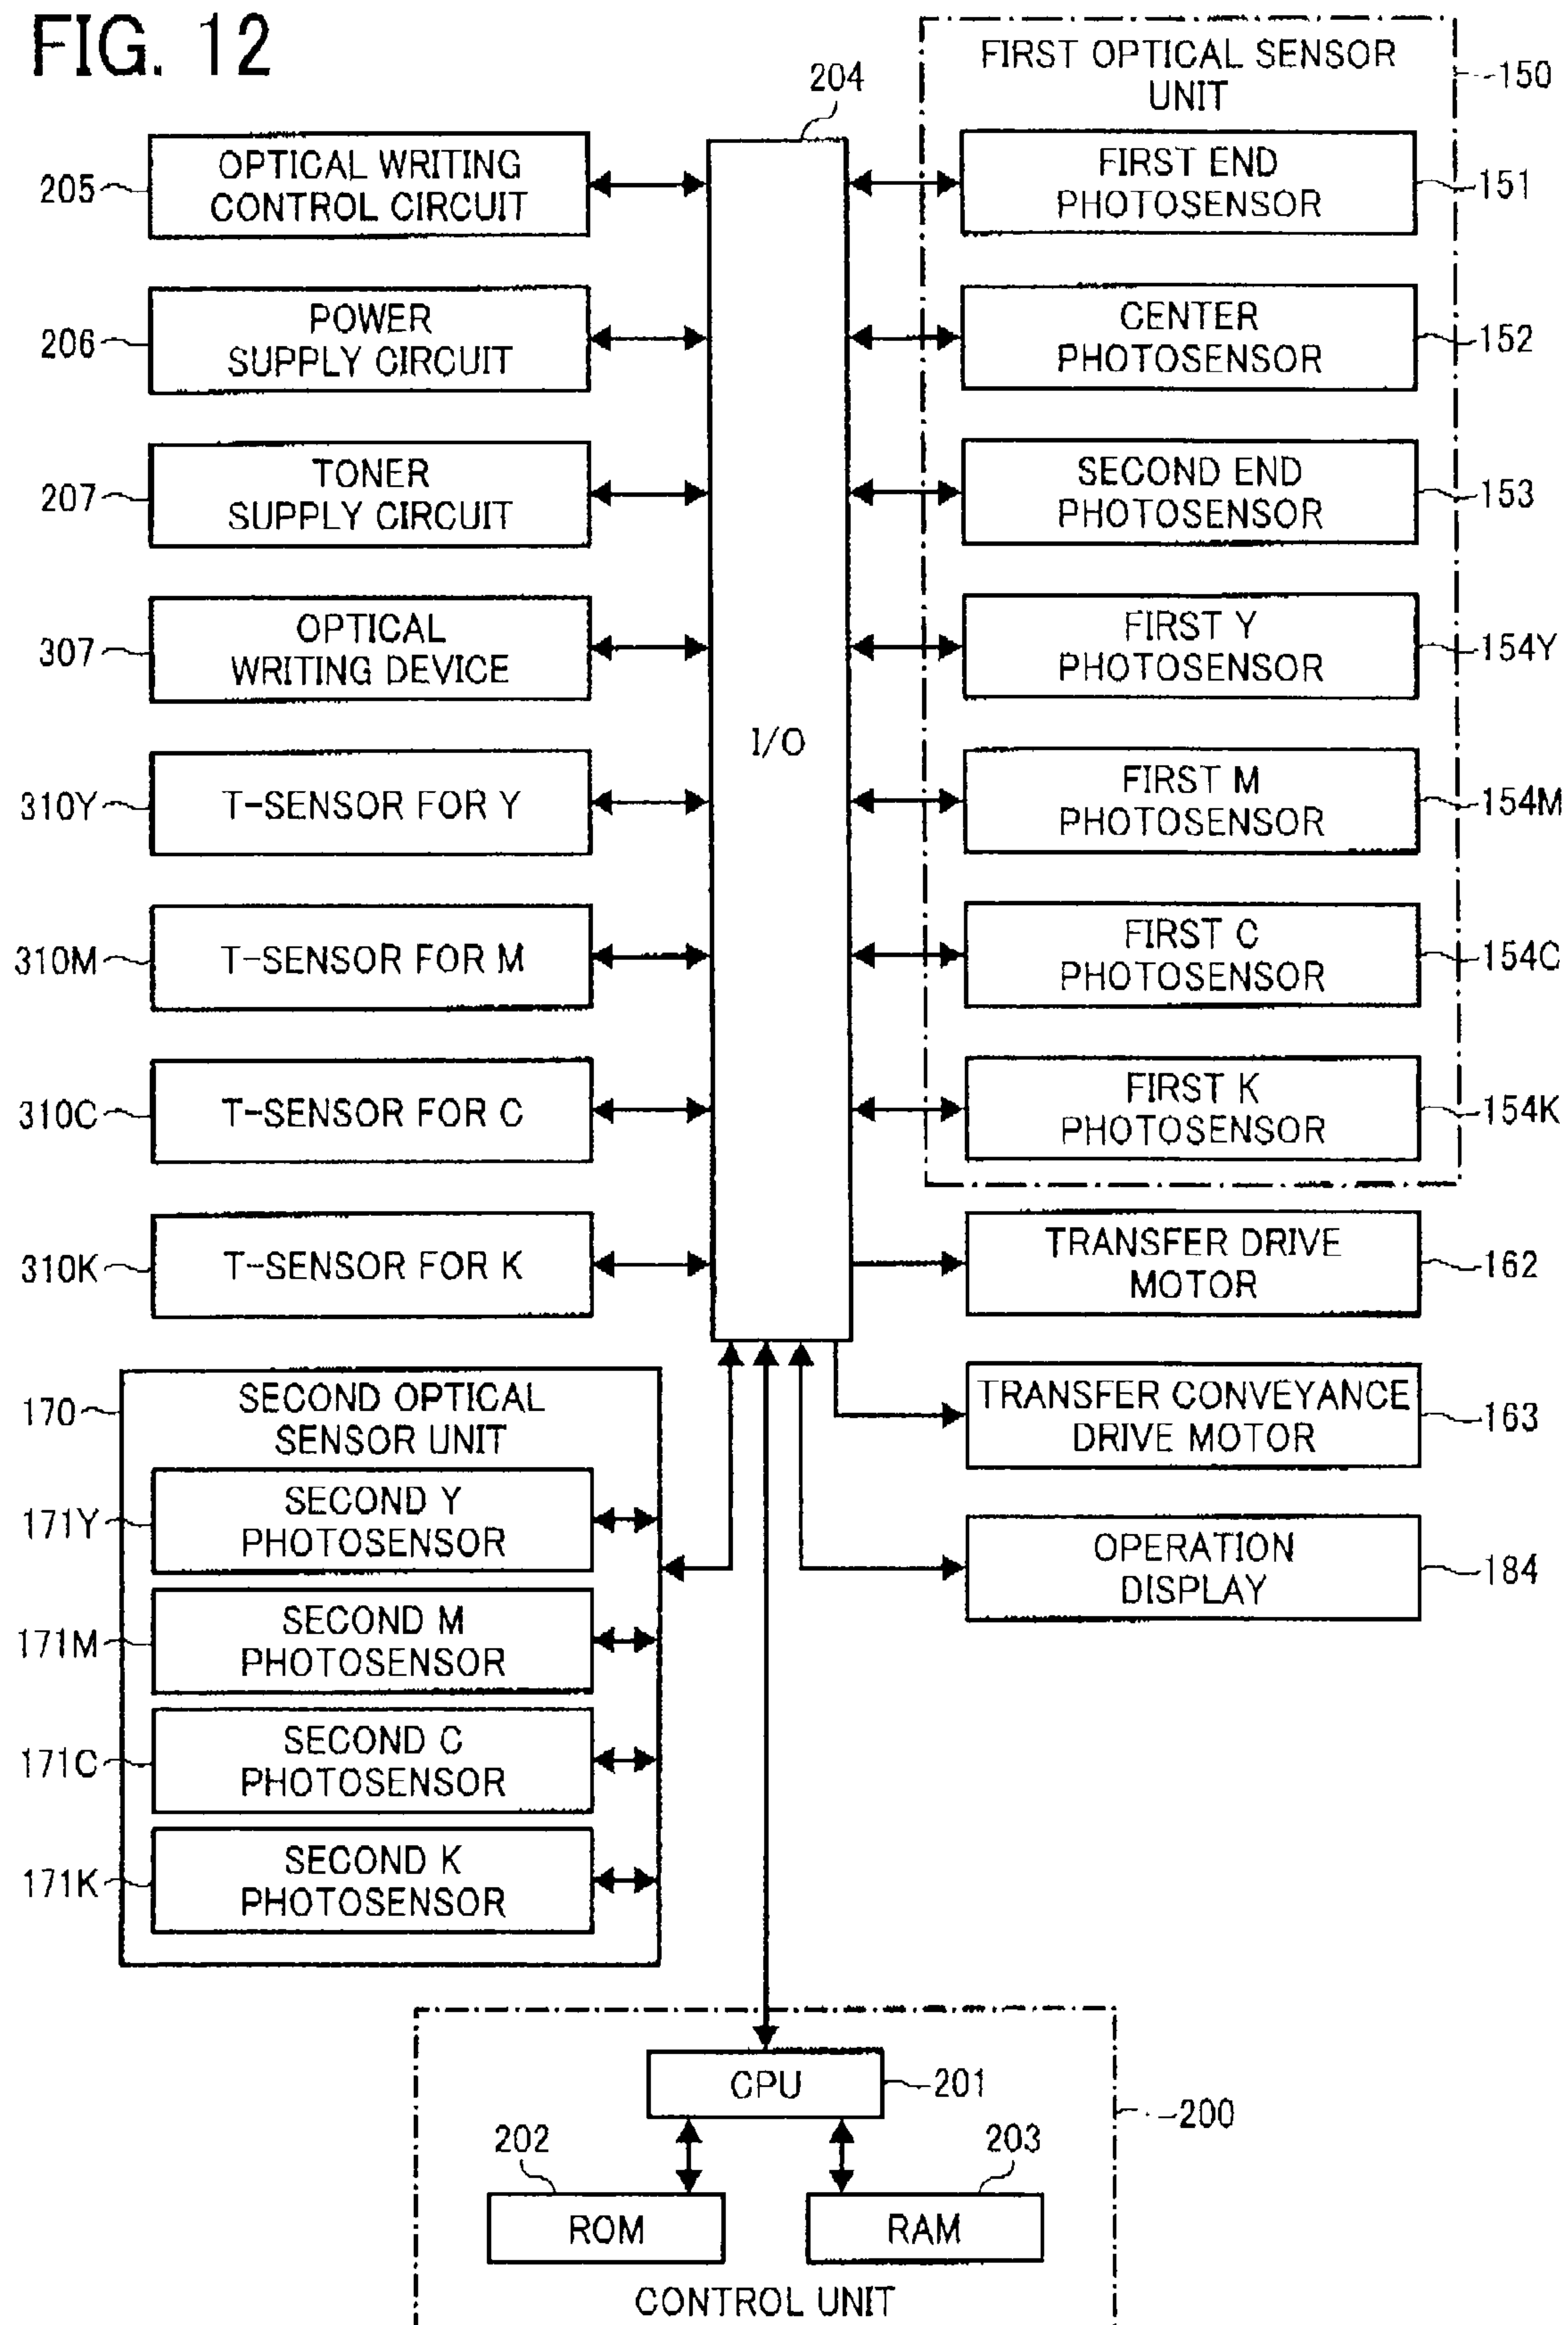 FIG. 12
204
FIRST OPTICAL SENSOR
UNIT
150
205
OPTICAL WRITING
CONTROL CIRCUIT
FIRST END
PHOTOSENSOR
151
206
POWER
SUPPLY CIRCUIT
CENTER
PHOTOSENSOR
152
207
TONER
SUPPLY CIRCUIT
SECOND END
PHOTOSENSOR
153
307
OPTICAL
WRITING DEVICE
FIRST Y
PHOTOSENSOR
154Y
I/O
310Y
T-SENSOR FOR Y
FIRST M
PHOTOSENSOR
154M
310M
T-SENSOR FOR M
FIRST C
PHOTOSENSOR
154C
310C
T-SENSOR FOR C
FIRST K
PHOTOSENSOR
154K
310K
T-SENSOR FOR K
TRANSFER DRIVE
MOTOR
162
170
SECOND OPTICAL
SENSOR UNIT
TRANSFER CONVEYANCE
DRIVE MOTOR
163
171Y
SECOND Y
PHOTOSENSOR
OPERATION
DISPLAY
184
171M
SECOND M
PHOTOSENSOR
171C
SECOND C
PHOTOSENSOR
171K
SECOND K
PHOTOSENSOR
CPU
201
200
202
203
ROM
RAM
CONTROL UNIT